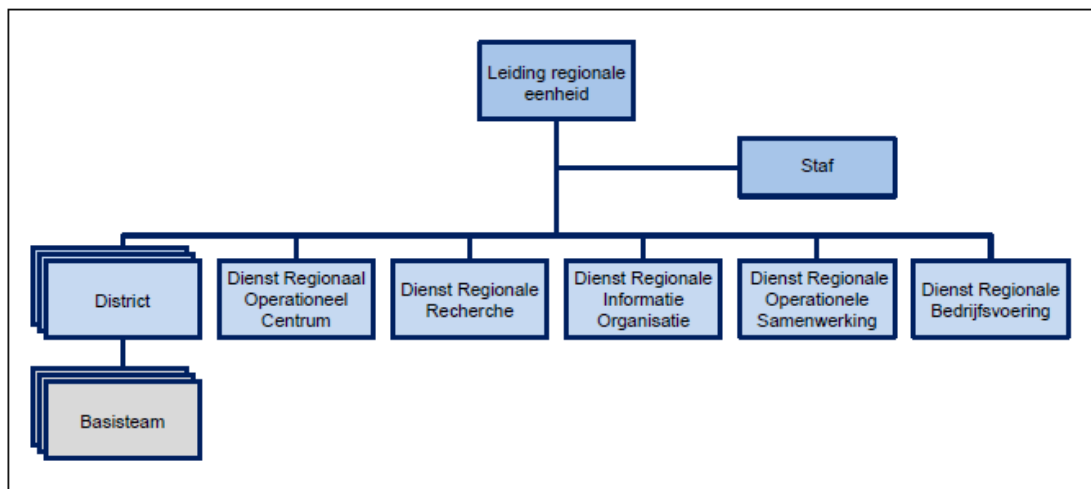 Leiding regionale
eenheid
Staf
District
Dienst Regionaal
Operationeel
Centrum
Dienst Regionale
Recherche
Dienst Regionale
Informatie
Organisatie
Dienst Regionale
Operationele
Samenwerking
Dienst Regionale
Bedrijfsvoering
Basisteam